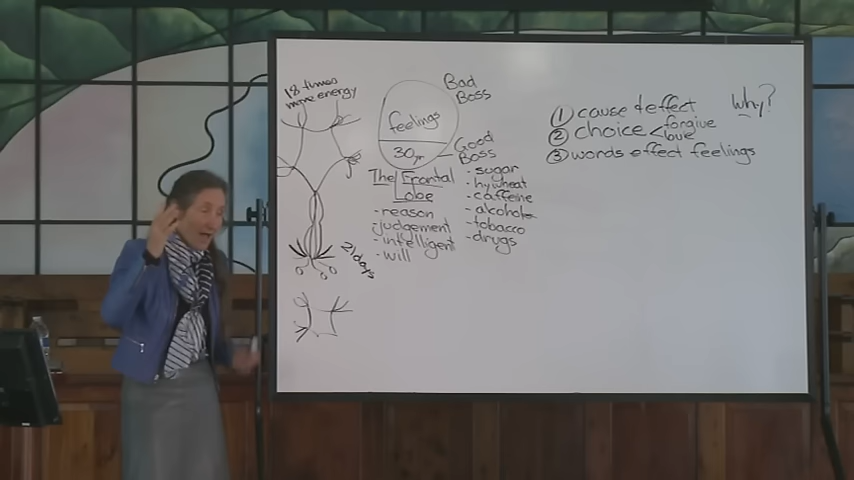 18 times
more energy
Bad
Boss
feelings
30yr
Good
Boss
The Frontal
Lobe
- reason
judgement
- intelligent
- will
- sugar
- hy wheat
- caffeine
- alcohol
- tobacco
- drugs
21 days
① cause & effect
② choice < forgive
love
③ words effect feelings
Why?